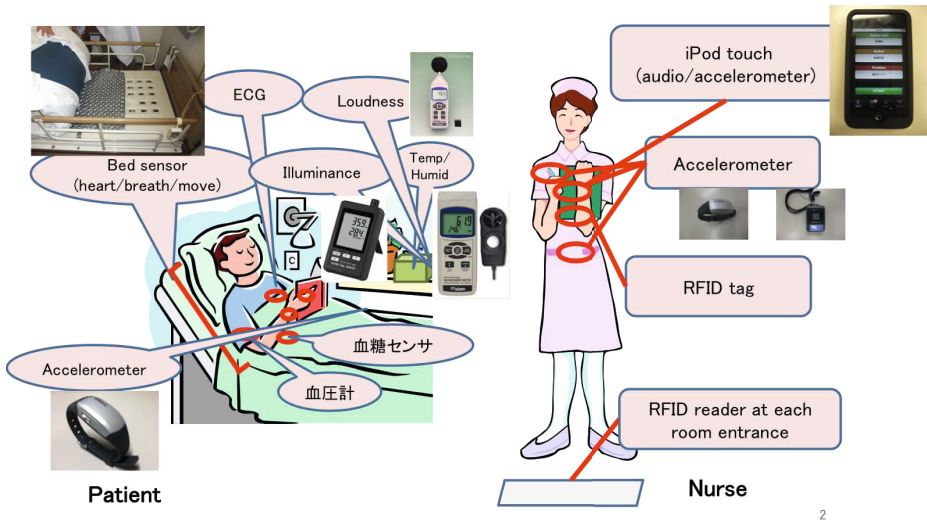 iPod touch
(audio/accelerometer)
ECG
Loudness
Bed sensor
(heart/breath/move)
Illuminance
Temp/
Humid
Accelerometer
RFID tag
Accelerometer
血糖センサ
血圧計
RFID reader at each
room entrance
Patient
Nurse
2